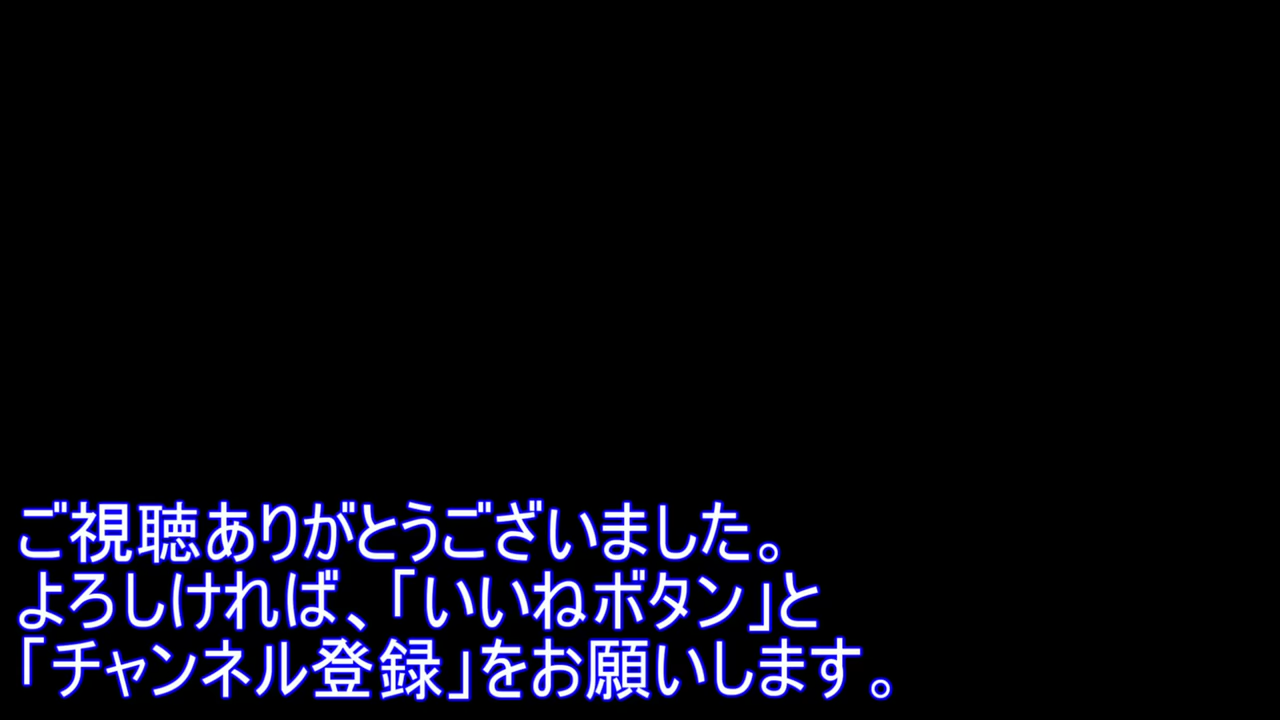 ご視聴ありがとうございました。
よろしければ、「いいねボタン」と
「チャンネル登録」をお願いします。